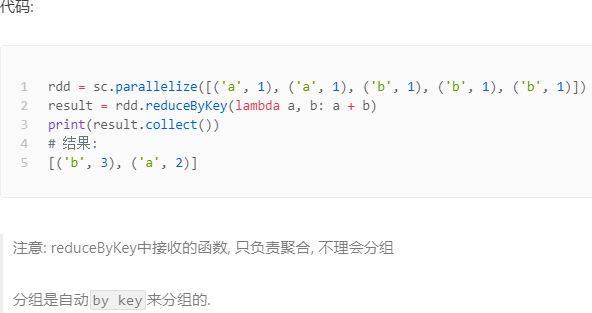 代码:
1 rdd = sc.parallelize([('a', 1), ('a', 1), ('b', 1), ('b', 1), ('b', 1)])
2 result = rdd.reduceByKey(lambda a, b: a + b)
3 print(result.collect())
4 # 结果:
5 [('b', 3), ('a', 2)]
注意: reduceByKey中接收的函数, 只负责聚合, 不理会分组
分组是自动 by key 来分组的.